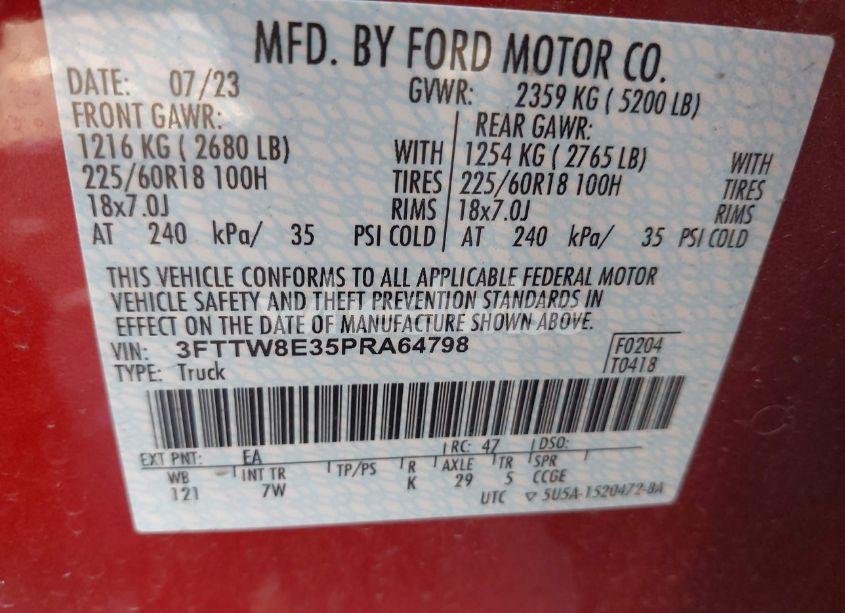 MFD. BY FORD MOTOR CO.
DATE: 07/23 GVWR: 2359 KG ( 5200 LB)
FRONT GAWR: REAR GAWR:
1216 KG ( 2680 LB) WITH 1254 KG ( 2765 LB) WITH
225/60R18 100H TIRES 225/60R18 100H TIRES
18x7.0J RIMS 18x7.0J RIMS
AT 240 kPa/ 35 PSI COLD AT 240 kPa/ 35 PSI COLD
THIS VEHICLE CONFORMS TO ALL APPLICABLE FEDERAL MOTOR
VEHICLE SAFETY AND THEFT PREVENTION STANDARDS IN
EFFECT ON THE DATE OF MANUFACTURE SHOWN ABOVE.
VIN: 3FTTW8E35PRA64798 F0204
TYPE: Truck T0418
EXT PNT: EA RC: 47 DSO:
WB INT TR TP/PS R AXLE TR SPR
121 7W K 29 5 CCGE
UTC 5U5A-1520472-BA